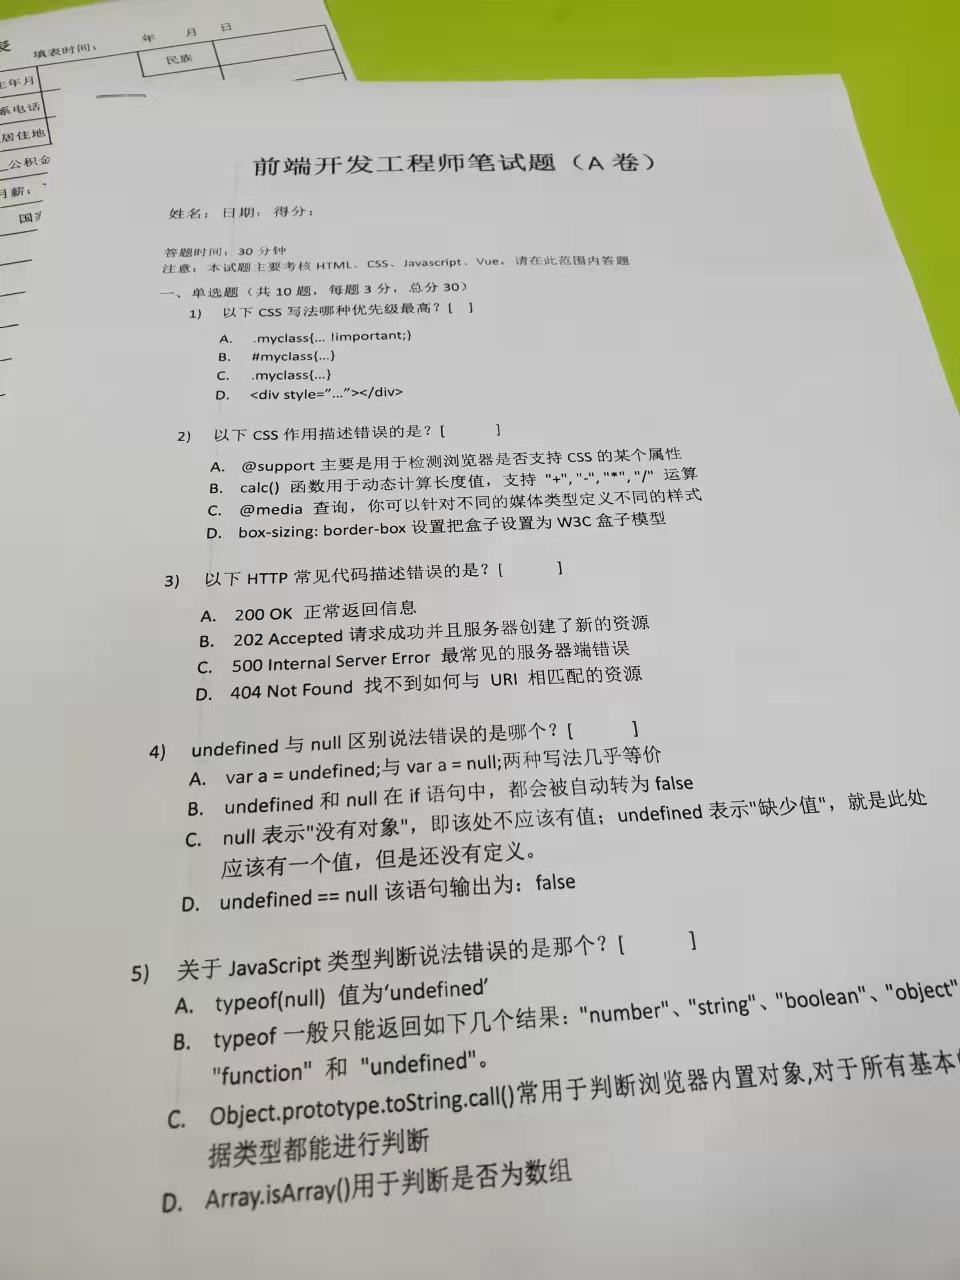 填表时间： 年 月 日
民族
年月
电话
居住地
公积金
月薪：
前端开发工程师笔试题（A 卷）
姓名：日期：得分：
答题时间：30 分钟
注意：本试题主要考核 HTML、CSS、Javascript、Vue，请在此范围内答题
一、单选题（共 10 题，每题 3 分，总分 30）
1) 以下 CSS 写法哪种优先级最高？[ ]
A. .myclass{... !important;}
B. #myclass{...}
C. .myclass{...}
D. <div style="..."></div>
2) 以下 CSS 作用描述错误的是？[ ]
A. @support 主要是用于检测浏览器是否支持 CSS 的某个属性
B. calc() 函数用于动态计算长度值，支持 "+", "-", "*", "/" 运算
C. @media 查询，你可以针对不同的媒体类型定义不同的样式
D. box-sizing: border-box 设置把盒子设置为 W3C 盒子模型
3) 以下 HTTP 常见代码描述错误的是？[ ]
A. 200 OK 正常返回信息
B. 202 Accepted 请求成功并且服务器创建了新的资源
C. 500 Internal Server Error 最常见的服务器端错误
D. 404 Not Found 找不到如何与 URI 相匹配的资源
4) undefined 与 null 区别说法错误的是哪个？[ ]
A. var a = undefined;与 var a = null;两种写法几乎等价
B. undefined 和 null 在 if 语句中，都会被自动转为 false
C. null 表示"没有对象"，即该处不应该有值；undefined 表示"缺少值"，就是此处
应该有一个值，但是还没有定义。
D. undefined == null 该语句输出为：false
5) 关于 JavaScript 类型判断说法错误的是那个？[ ]
A. typeof(null) 值为‘undefined’
B. typeof 一般只能返回如下几个结果："number"、"string"、"boolean"、"object"
"function" 和 "undefined"。
C. Object.prototype.toString.call()常用于判断浏览器内置对象,对于所有基本
据类型都能进行判断
D. Array.isArray()用于判断是否为数组